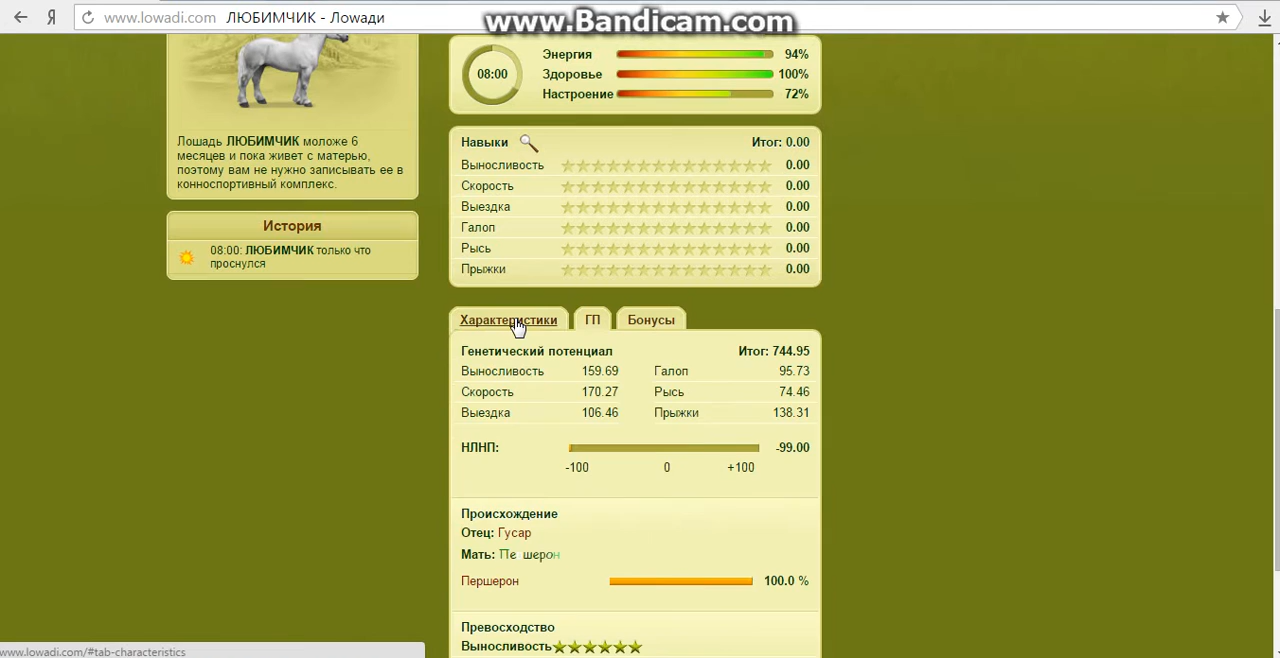 www.lowadi.com ЛЮБИМЧИК - Lowади
www.Bandicam.com
Лошадь ЛЮБИМЧИК моложе 6
месяцев и пока живет с матерью,
поэтому вам не нужно записывать ее в
конноспортивный комплекс.
История
08:00: ЛЮБИМЧИК только что
проснулся
08:00
Энергия 94%
Здоровье 100%
Настроение 72%
Навыки Итог: 0.00
Выносливость 0.00
Скорость 0.00
Выездка 0.00
Галоп 0.00
Рысь 0.00
Прыжки 0.00
Характеристики ГП Бонусы
Генетический потенциал Итог: 744.95
Выносливость 159.69 Галоп 95.73
Скорость 170.27 Рысь 74.46
Выездка 106.46 Прыжки 138.31
НЛНП: -99.00
-100 0 +100
Происхождение
Отец: Гусар
Мать: Першерон
Першерон 100.0 %
Превосходство
Выносливость
www.lowadi.com/#tab-characteristics